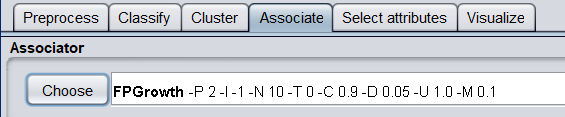 Preprocess Classify Cluster Associate Select attributes Visualize
Associator
Choose FPGrowth -P 2 -I -1 -N 10 -T 0 -C 0.9 -D 0.05 -U 1.0 -M 0.1